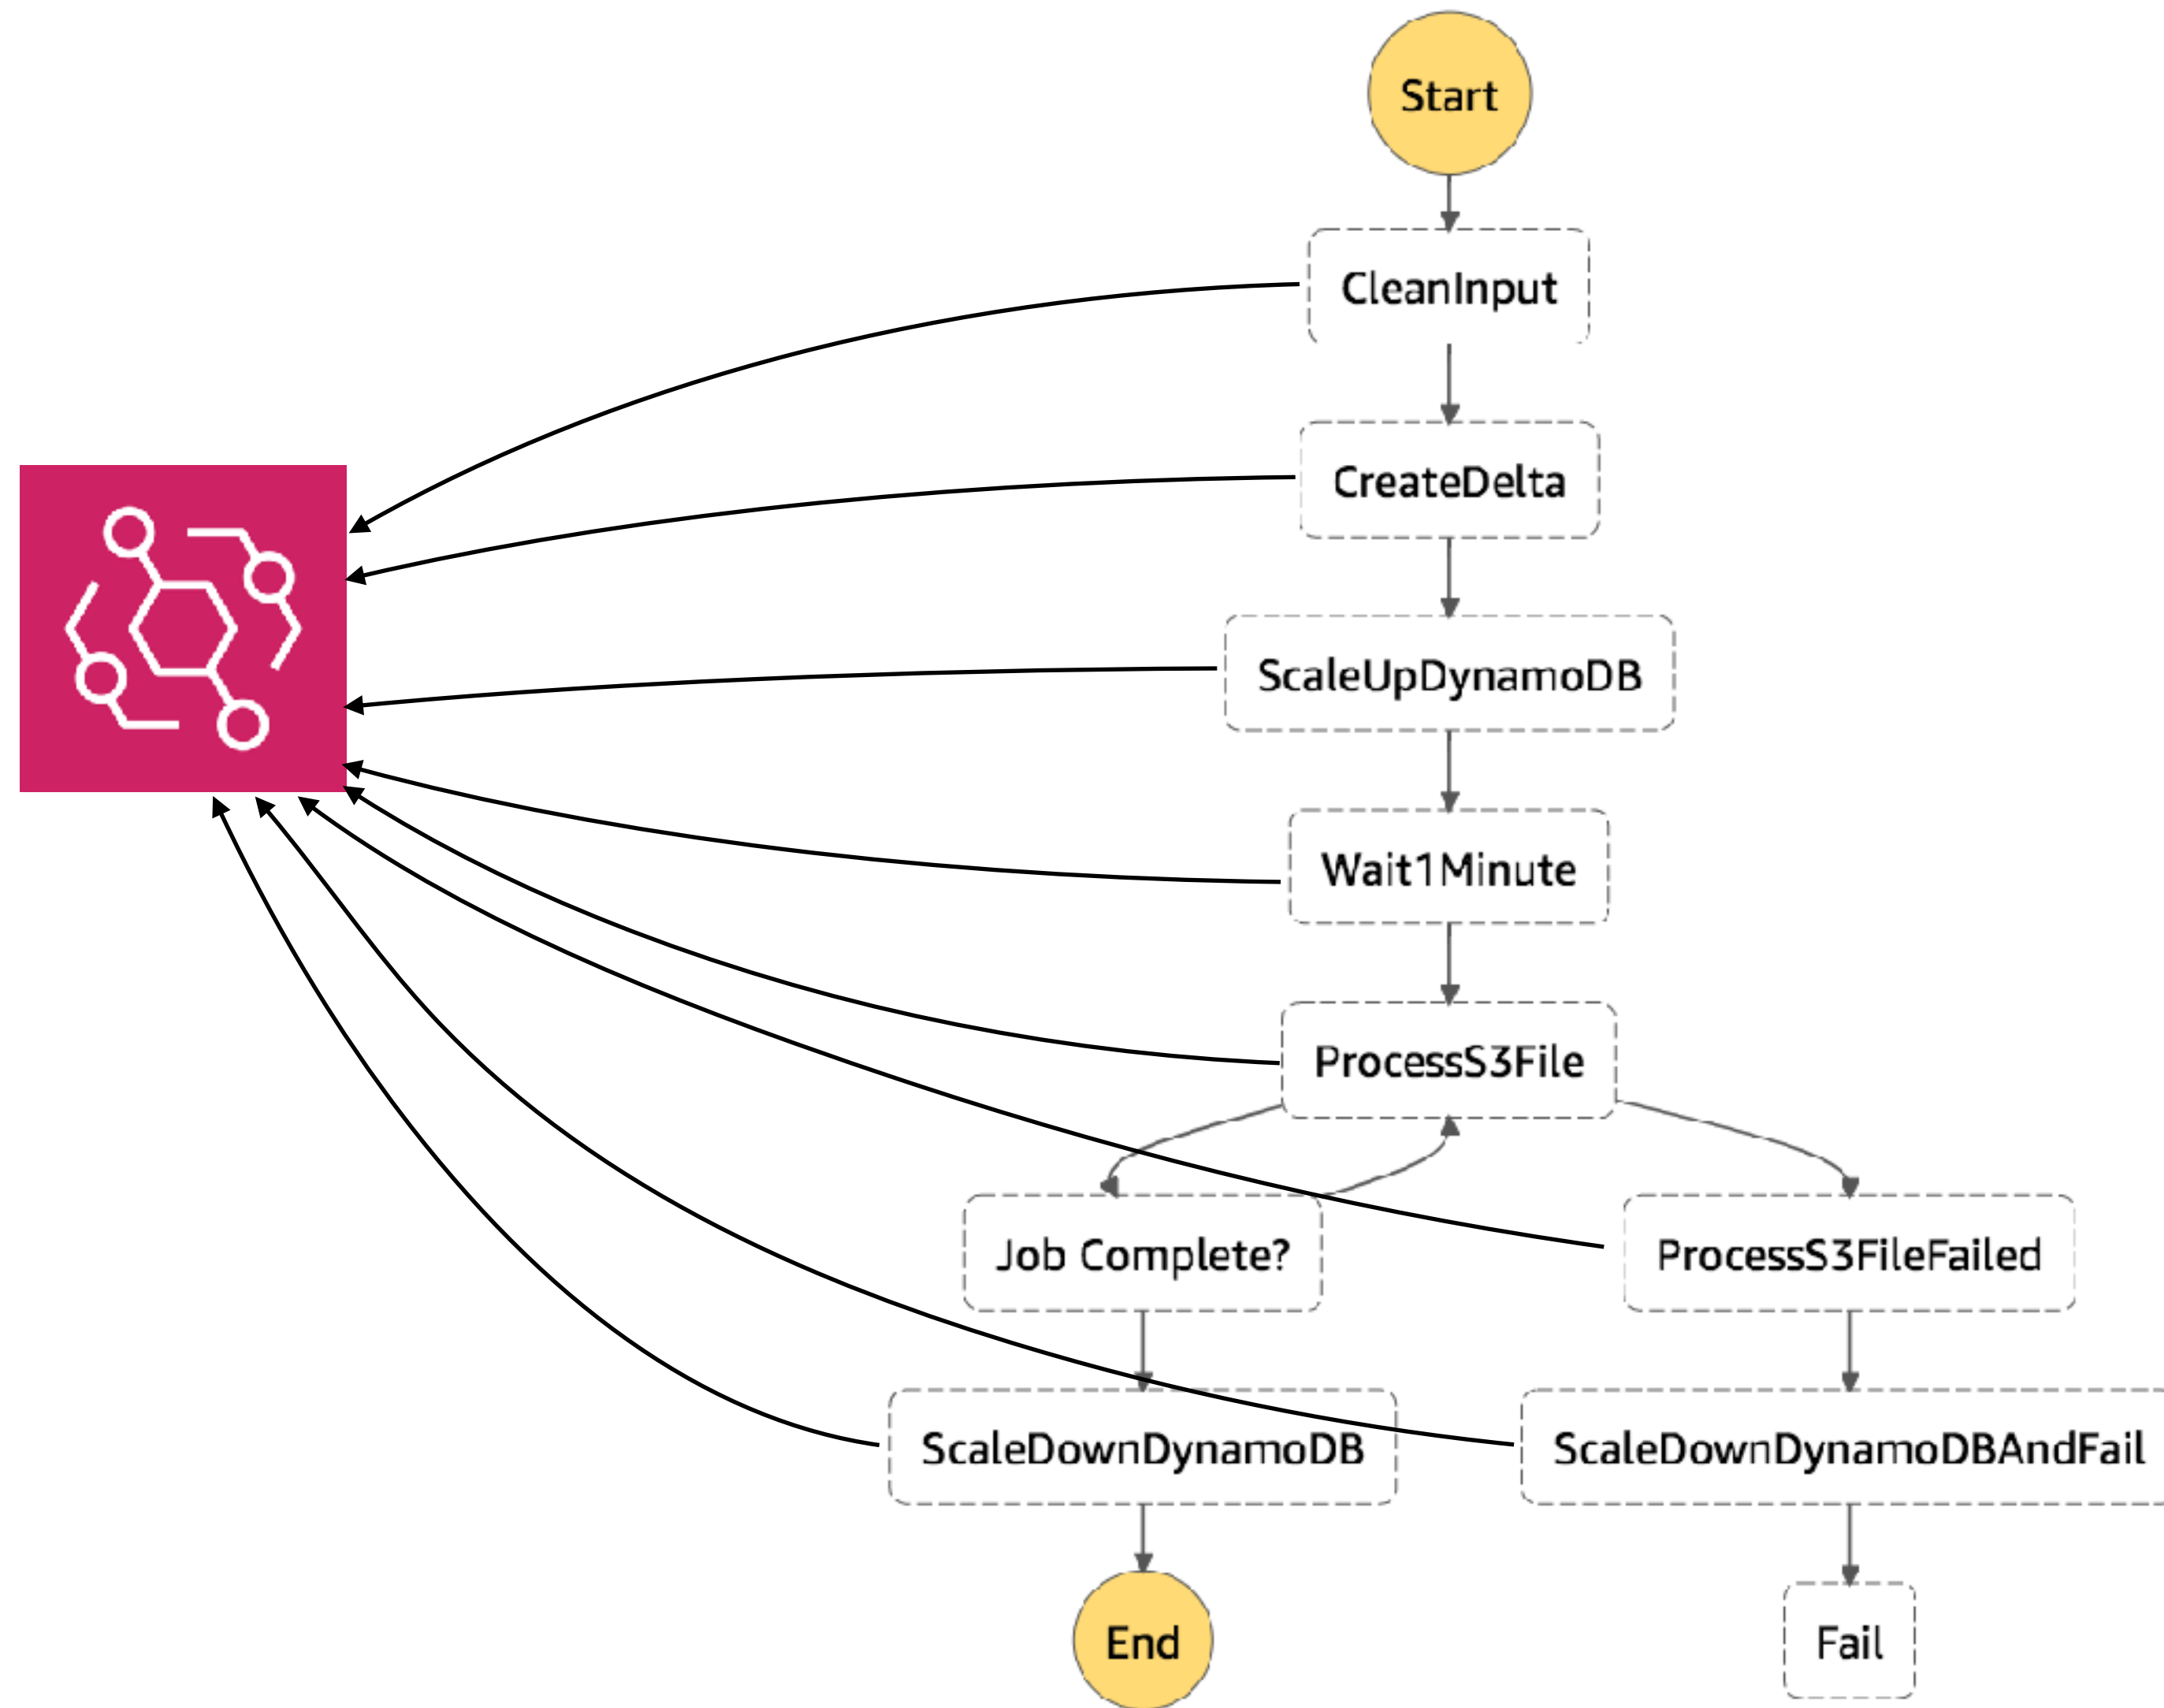 Start
CleanInput
CreateDelta
ScaleUpDynamoDB
Wait1Minute
ProcessS3File
Job Complete?
ProcessS3FileFailed
ScaleDownDynamoDB
ScaleDownDynamoDBAndFail
End
Fail